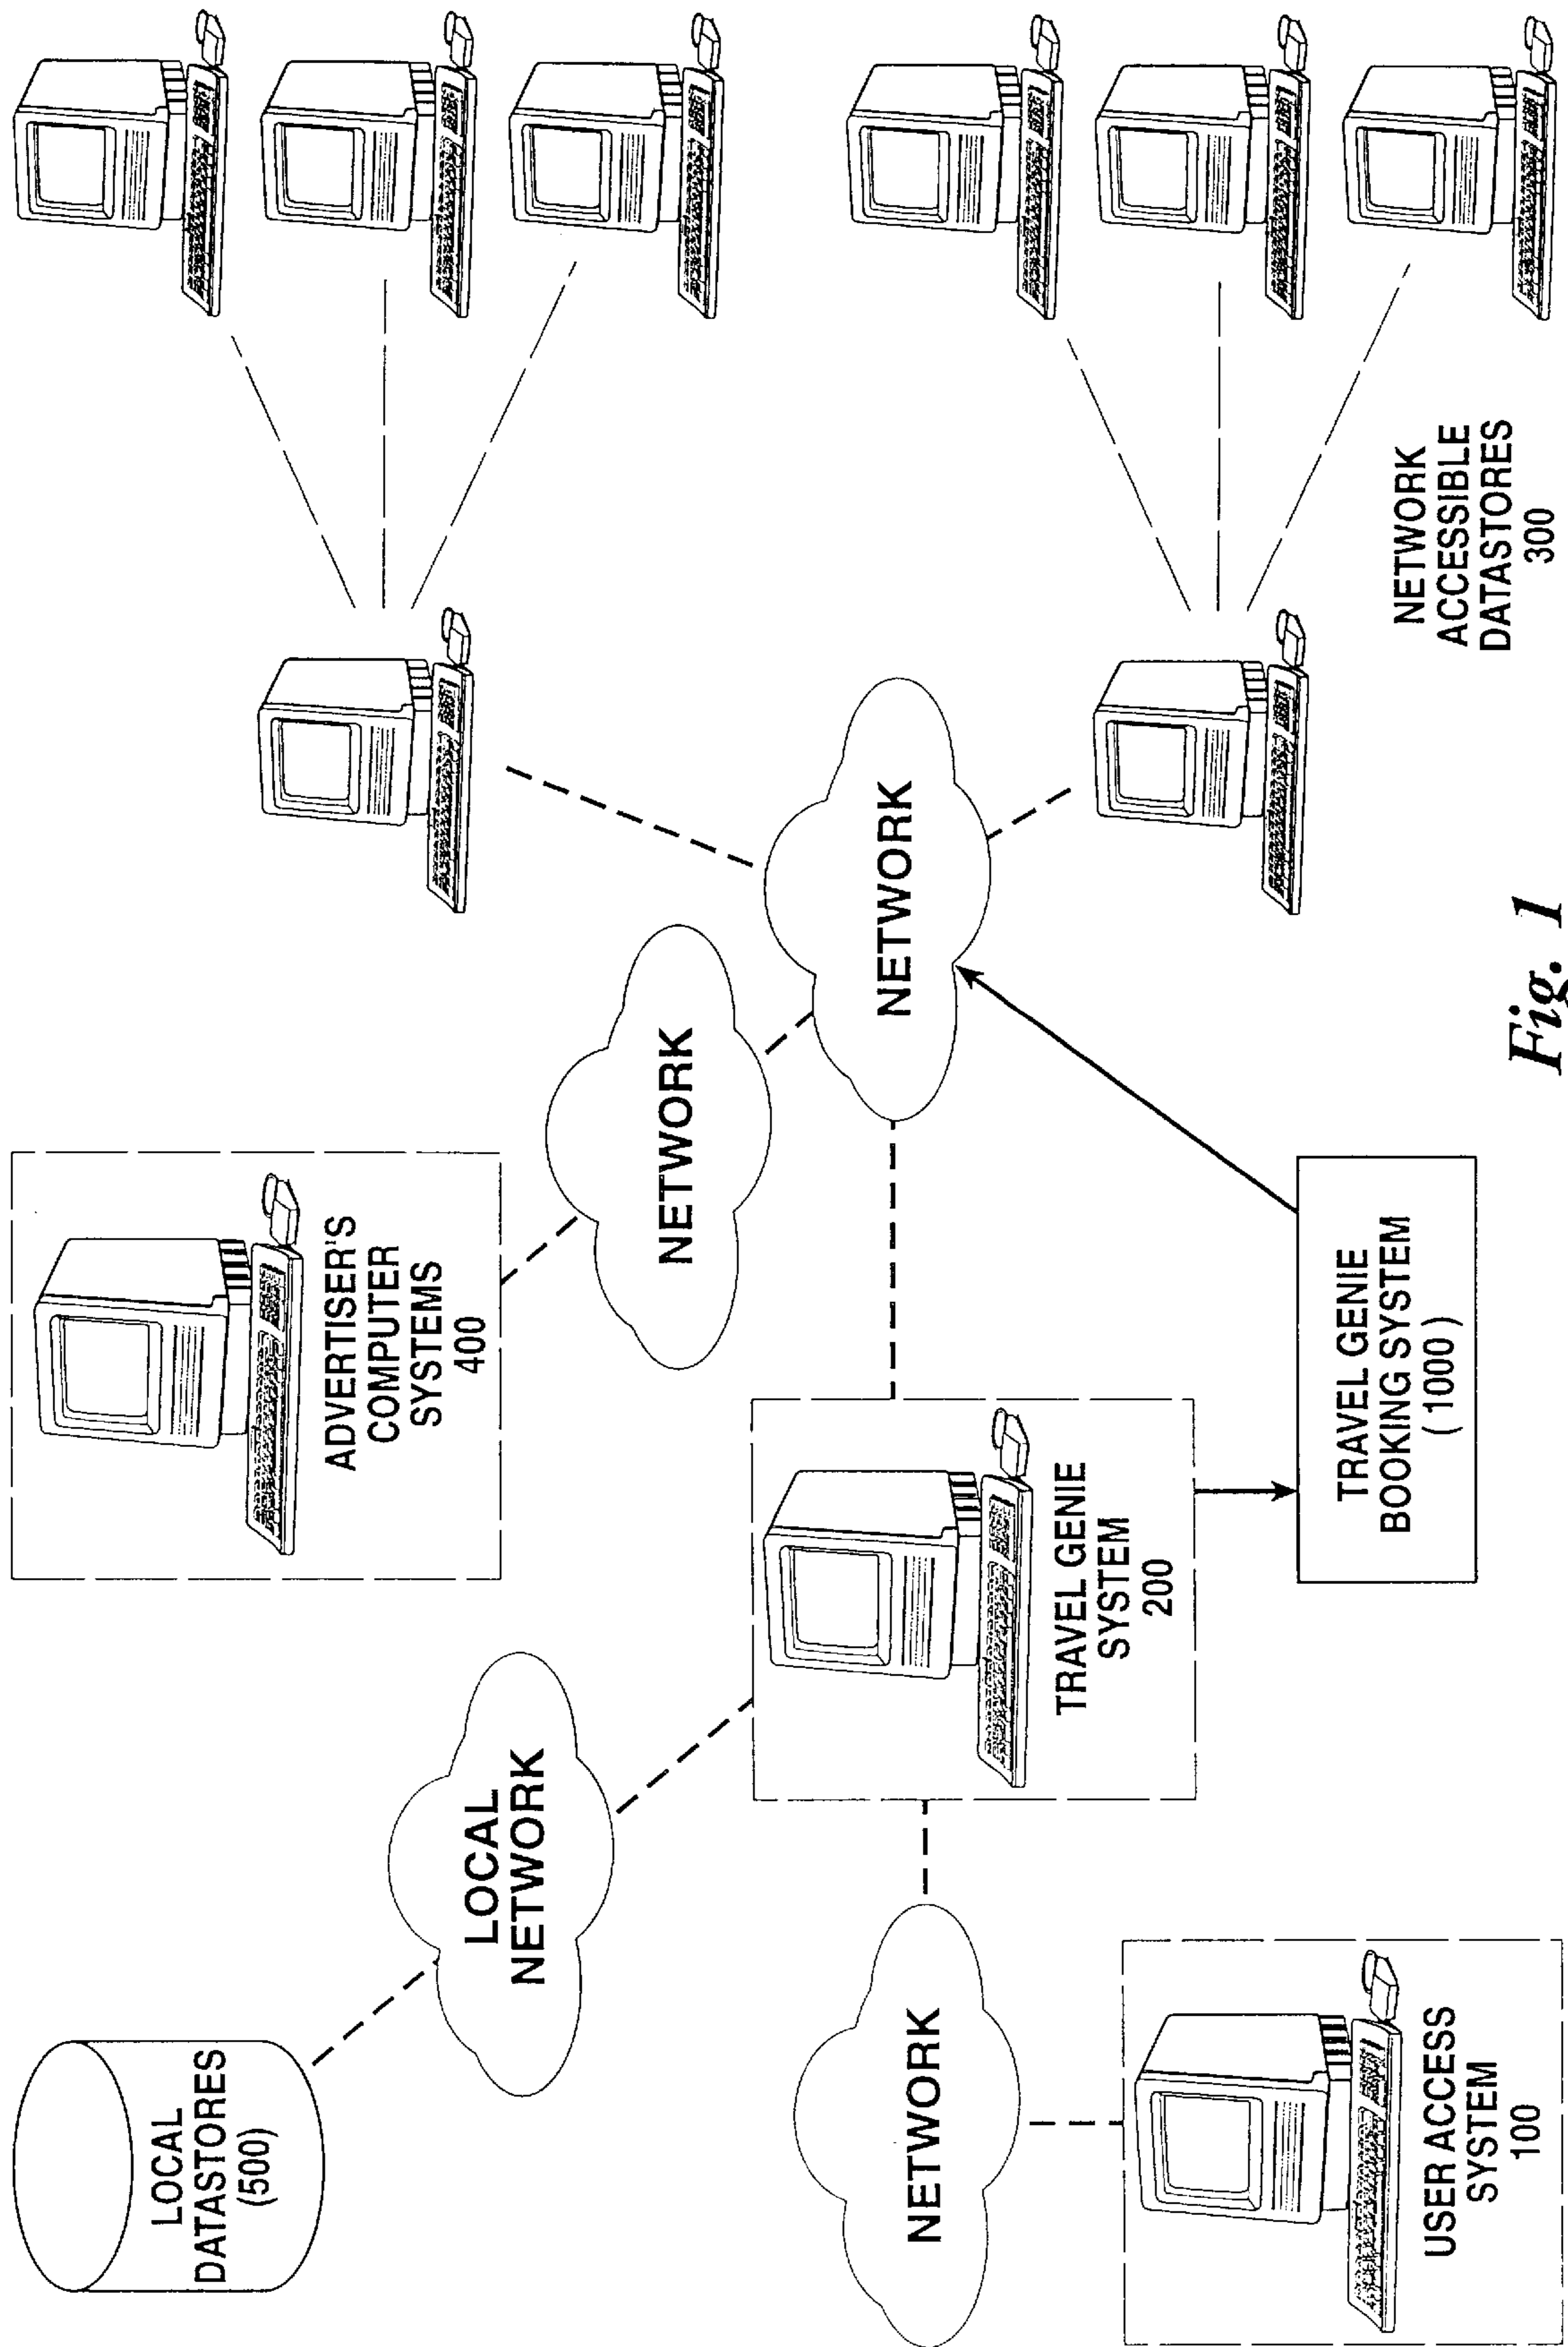 LOCAL
DATASTORES
(500)
LOCAL
NETWORK
ADVERTISER'S
COMPUTER
SYSTEMS
400
NETWORK
NETWORK
NETWORK
TRAVEL GENIE
SYSTEM
200
USER ACCESS
SYSTEM
100
TRAVEL GENIE
BOOKING SYSTEM
( 1000 )
NETWORK
ACCESSIBLE
DATASTORES
300
Fig. 1